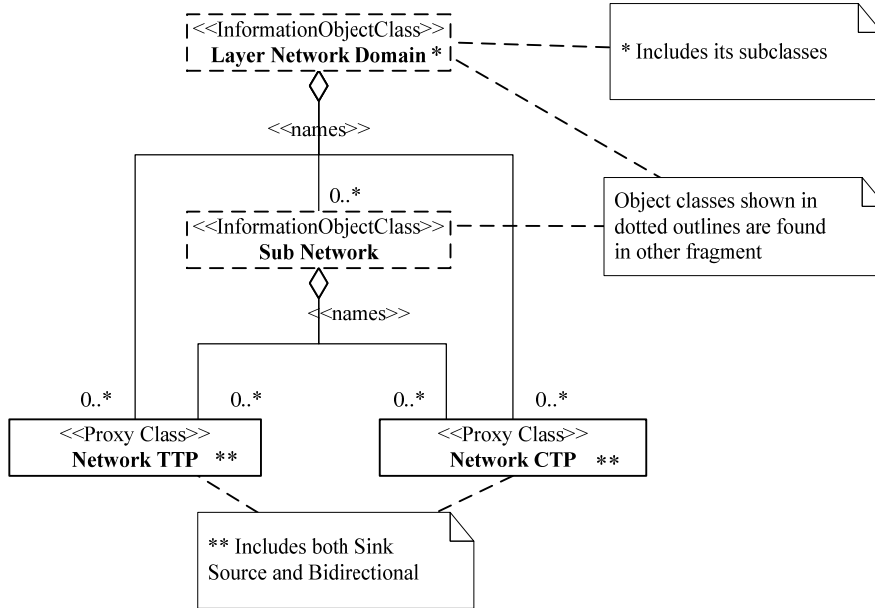 <<InformationObjectClass>>
Layer Network Domain *
* Includes its subclasses
<<names>>
0..*
Object classes shown in
dotted outlines are found
in other fragment
<<InformationObjectClass>>
Sub Network
<<names>>
0..*
0..*
0..*
0..*
<<Proxy Class>>
Network TTP **
<<Proxy Class>>
Network CTP **
** Includes both Sink
Source and Bidirectional